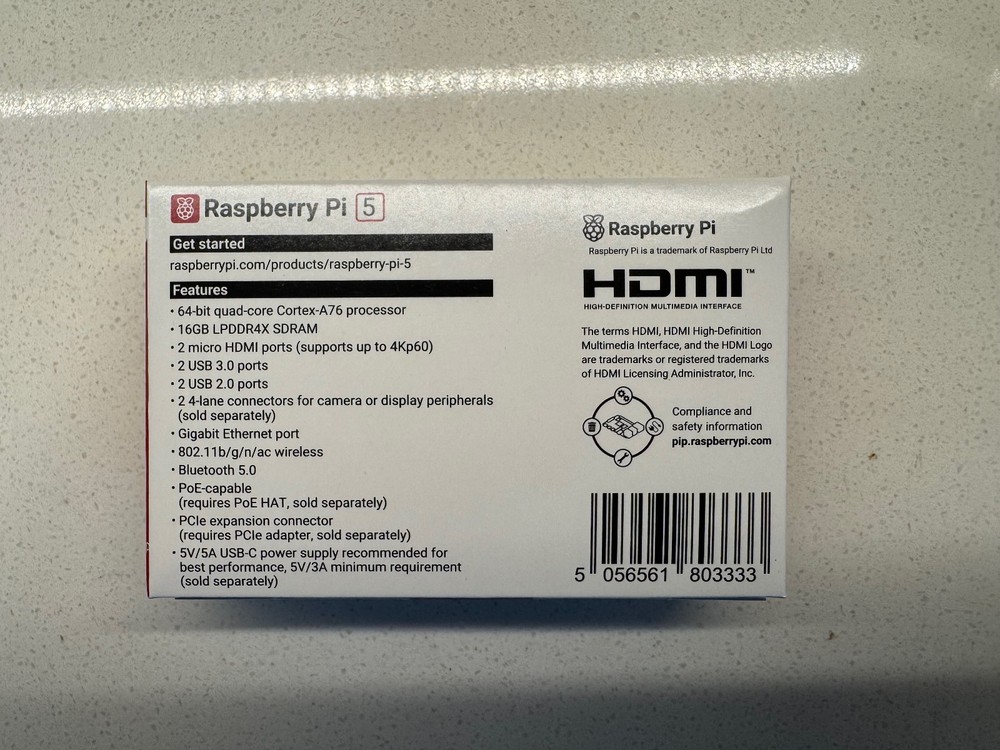 Raspberry Pi 5
Get started
raspberrypi.com/products/raspberry-pi-5
Features
• 64-bit quad-core Cortex-A76 processor
• 16GB LPDDR4X SDRAM
• 2 micro HDMI ports (supports up to 4Kp60)
• 2 USB 3.0 ports
• 2 USB 2.0 ports
• 2 4-lane connectors for camera or display peripherals
(sold separately)
• Gigabit Ethernet port
• 802.11b/g/n/ac wireless
• Bluetooth 5.0
• PoE-capable
(requires PoE HAT, sold separately)
• PCIe expansion connector
(requires PCIe adapter, sold separately)
• 5V/5A USB-C power supply recommended for
best performance, 5V/3A minimum requirement
(sold separately)
Raspberry Pi
Raspberry Pi is a trademark of Raspberry Pi Ltd
HDMI™
HIGH-DEFINITION MULTIMEDIA INTERFACE
The terms HDMI, HDMI High-Definition
Multimedia Interface, and the HDMI Logo
are trademarks or registered trademarks
of HDMI Licensing Administrator, Inc.
Compliance and
safety information
pip.raspberrypi.com
5 056561 803333